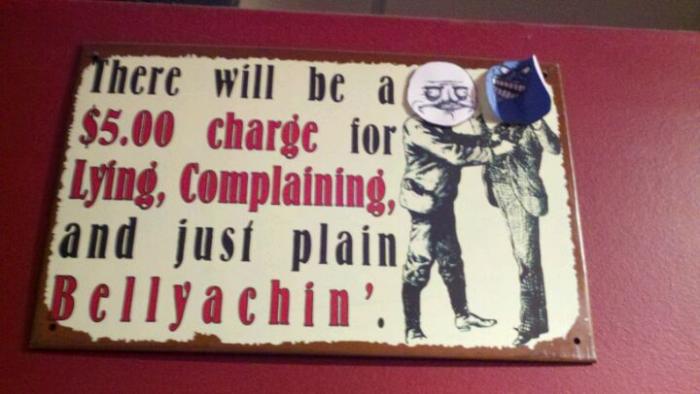 There will be a
$5.00 charge for
Lying, Complaining,
and just plain
Bellyachin'.